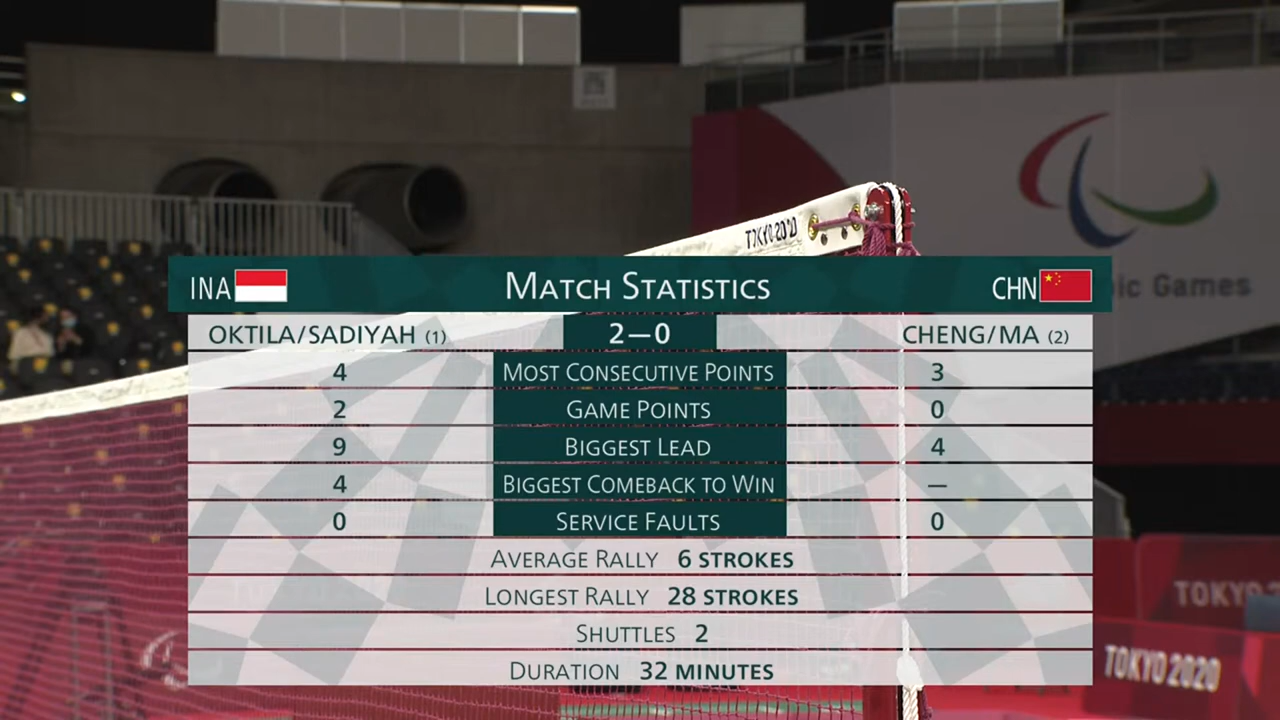 TOKYO 2020
ic Games
INA MATCH STATISTICS CHN
OKTILA/SADIYAH (1) 2—0 CHENG/MA (2)
4 MOST CONSECUTIVE POINTS 3
2 GAME POINTS 0
9 BIGGEST LEAD 4
4 BIGGEST COMEBACK TO WIN —
0 SERVICE FAULTS 0
AVERAGE RALLY 6 STROKES
LONGEST RALLY 28 STROKES
SHUTTLES 2
DURATION 32 MINUTES
TOKYO 2
TOKYO 2020